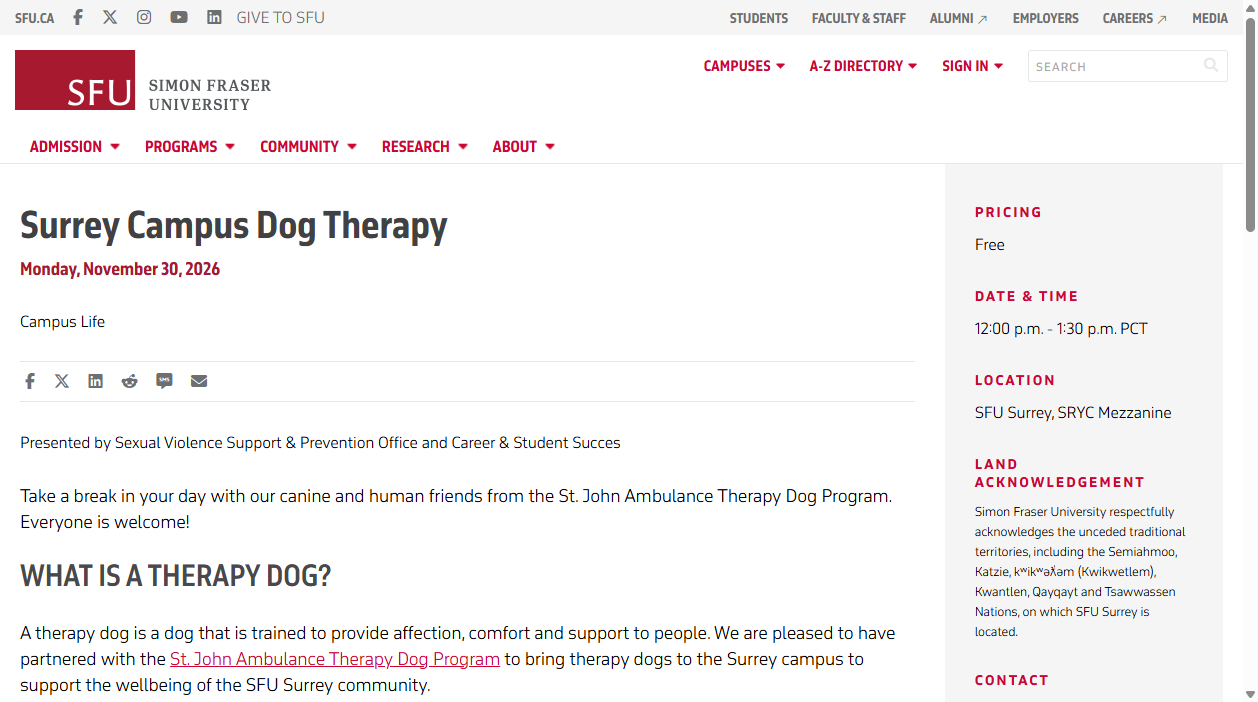 SFU.CA GIVE TO SFU STUDENTS FACULTY & STAFF ALUMNI EMPLOYERS CAREERS MEDIA
SFU SIMON FRASER
UNIVERSITY
CAMPUSES A-Z DIRECTORY SIGN IN SEARCH
ADMISSION PROGRAMS COMMUNITY RESEARCH ABOUT
Surrey Campus Dog Therapy
Monday, November 30, 2026
Campus Life
SMS
Presented by Sexual Violence Support & Prevention Office and Career & Student Succes
Take a break in your day with our canine and human friends from the St. John Ambulance Therapy Dog Program.
Everyone is welcome!
WHAT IS A THERAPY DOG?
A therapy dog is a dog that is trained to provide affection, comfort and support to people. We are pleased to have
partnered with the St. John Ambulance Therapy Dog Program to bring therapy dogs to the Surrey campus to
support the wellbeing of the SFU Surrey community.
PRICING
Free
DATE & TIME
12:00 p.m. - 1:30 p.m. PCT
LOCATION
SFU Surrey, SRYC Mezzanine
LAND
ACKNOWLEDGEMENT
Simon Fraser University respectfully
acknowledges the unceded traditional
territories, including the Semiahmoo,
Katzie, kʷikʷəƛ̓əm (Kwikwetlem),
Kwantlen, Qayqayt and Tsawwassen
Nations, on which SFU Surrey is
located.
CONTACT